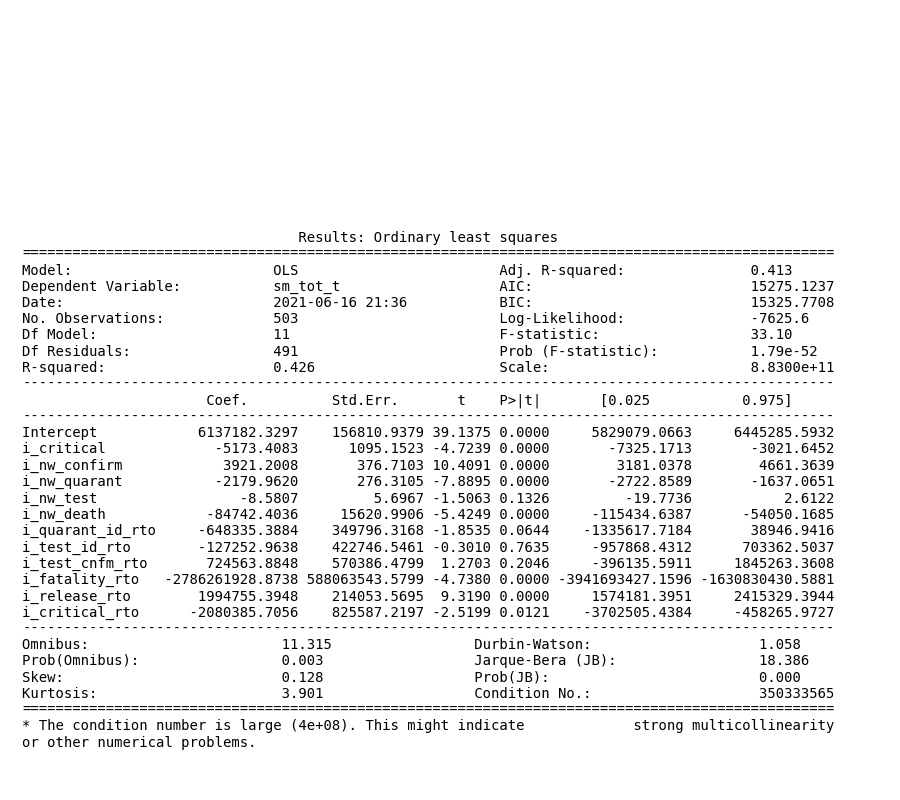 Results: Ordinary least squares
==================================================================================================
Model: OLS Adj. R-squared: 0.413
Dependent Variable: sm_tot_t AIC: 15275.1237
Date: 2021-06-16 21:36 BIC: 15325.7708
No. Observations: 503 Log-Likelihood: -7625.6
Df Model: 11 F-statistic: 33.10
Df Residuals: 491 Prob (F-statistic): 1.79e-52
R-squared: 0.426 Scale: 8.8300e+11
--------------------------------------------------------------------------------------------------
Coef. Std.Err. t P>|t| [0.025 0.975]
--------------------------------------------------------------------------------------------------
Intercept 6137182.3297 156810.9379 39.1375 0.0000 5829079.0663 6445285.5932
i_critical -5173.4083 1095.1523 -4.7239 0.0000 -7325.1713 -3021.6452
i_nw_confirm 3921.2008 376.7103 10.4091 0.0000 3181.0378 4661.3639
i_nw_quarant -2179.9620 276.3105 -7.8895 0.0000 -2722.8589 -1637.0651
i_nw_test -8.5807 5.6967 -1.5063 0.1326 -19.7736 2.6122
i_nw_death -84742.4036 15620.9906 -5.4249 0.0000 -115434.6387 -54050.1685
i_quarant_id_rto -648335.3884 349796.3168 -1.8535 0.0644 -1335617.7184 38946.9416
i_test_id_rto -127252.9638 422746.5461 -0.3010 0.7635 -957868.4312 703362.5037
i_test_cnfm_rto 724563.8848 570386.4799 1.2703 0.2046 -396135.5911 1845263.3608
i_fatality_rto -2786261928.8738 588063543.5799 -4.7380 0.0000 -3941693427.1596 -1630830430.5881
i_release_rto 1994755.3948 214053.5695 9.3190 0.0000 1574181.3951 2415329.3944
i_critical_rto -2080385.7056 825587.2197 -2.5199 0.0121 -3702505.4384 -458265.9727
--------------------------------------------------------------------------------------------------
Omnibus: 11.315 Durbin-Watson: 1.058
Prob(Omnibus): 0.003 Jarque-Bera (JB): 18.386
Skew: 0.128 Prob(JB): 0.000
Kurtosis: 3.901 Condition No.: 350333565
==================================================================================================
* The condition number is large (4e+08). This might indicate strong multicollinearity
or other numerical problems.